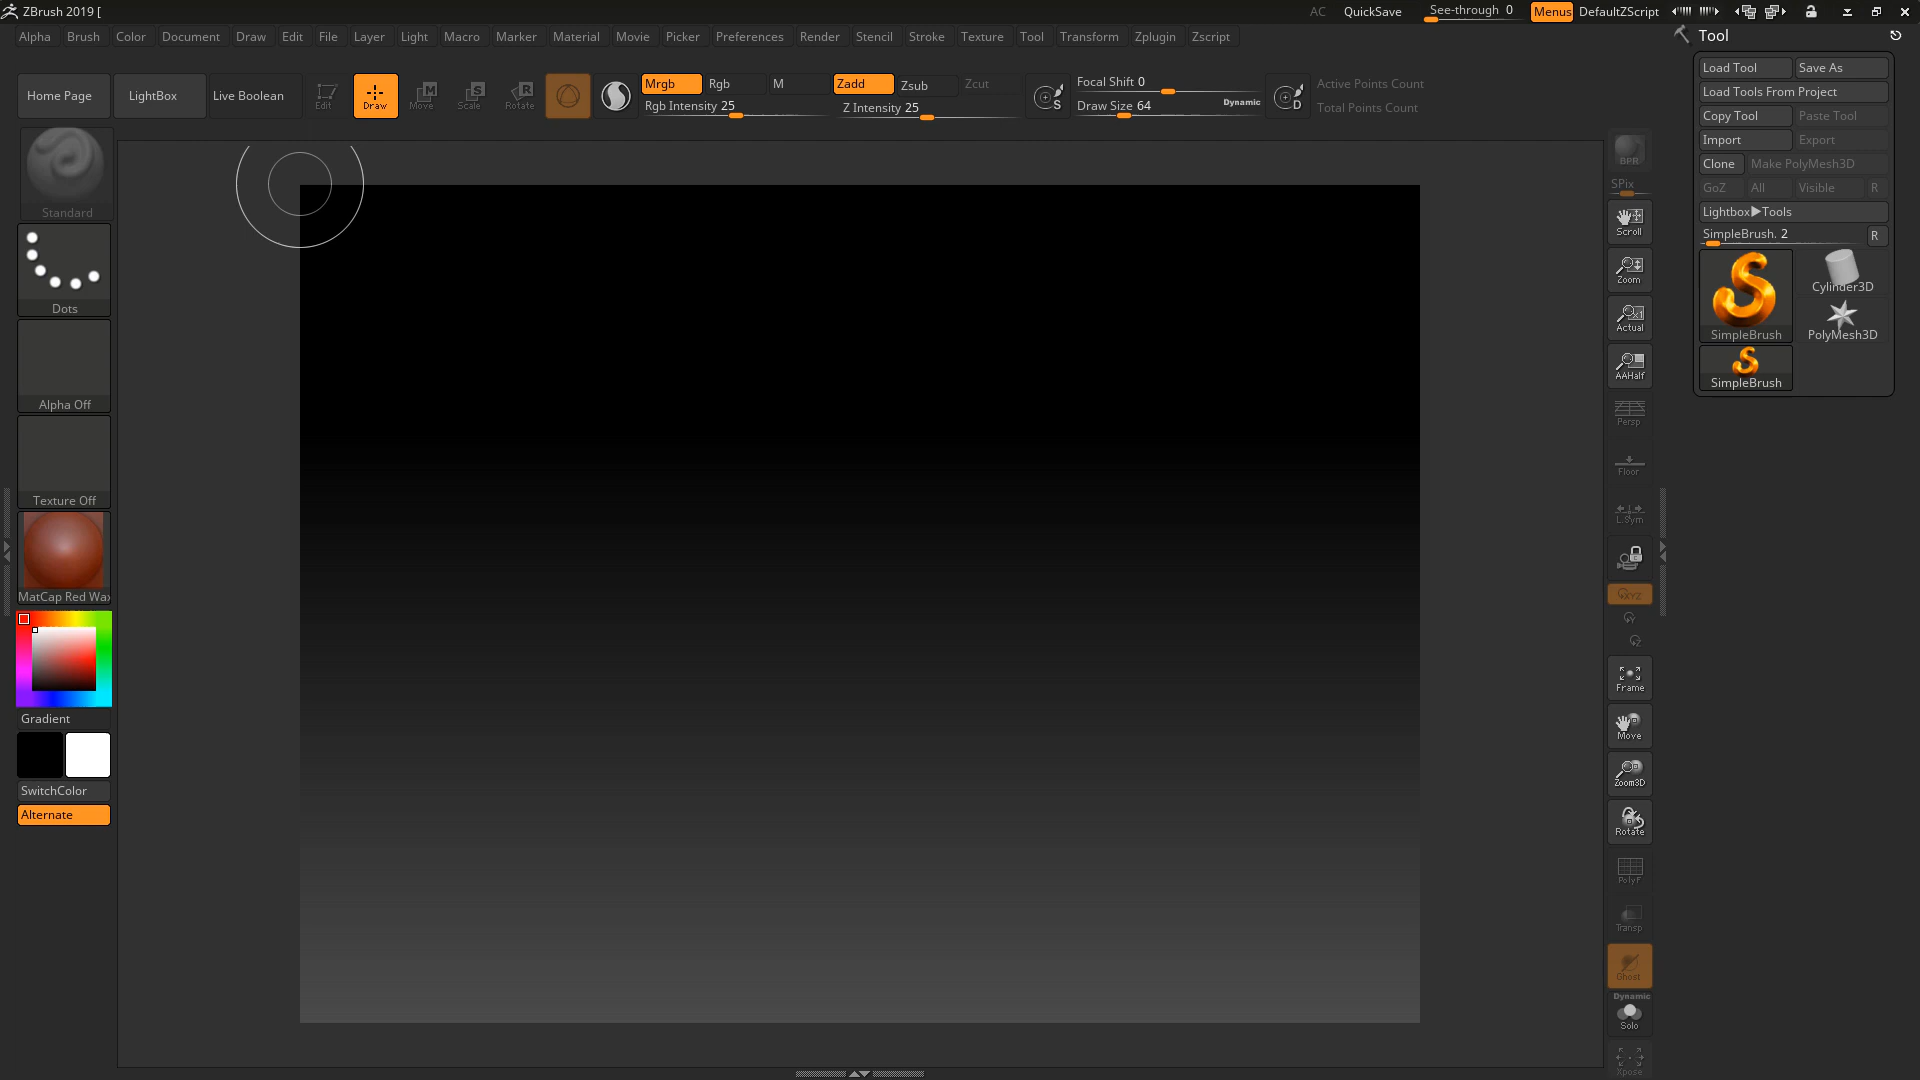 ZBrush 2019 [
AC QuickSave See-through 0 Menus DefaultZScript
Alpha Brush Color Document Draw Edit File Layer Light Macro Marker Material Movie Picker Preferences Render Stencil Stroke Texture Tool Transform Zplugin Zscript
Home Page LightBox Live Boolean
Edit Draw Move Scale Rotate
Mrgb Rgb M
Rgb Intensity 25
Zadd Zsub Zcut
Z Intensity 25
S
Focal Shift 0
Draw Size 64 Dynamic
D
Active Points Count
Total Points Count
Standard
Dots
Alpha Off
Texture Off
MatCap Red Wax
Gradient
SwitchColor
Alternate
BPR
SPix
Scroll
Zoom
Actual
AAHalf
Persp
Floor
L.Sym
XYZ
Y
Z
Frame
Move
Zoom3D
Rotate
PolyF
Transp
Ghost
Dynamic
Solo
Xpose
Tool
Load Tool Save As
Load Tools From Project
Copy Tool Paste Tool
Import Export
Clone Make PolyMesh3D
GoZ All Visible R
Lightbox▶Tools
SimpleBrush. 2 R
SimpleBrush
Cylinder3D
PolyMesh3D
SimpleBrush